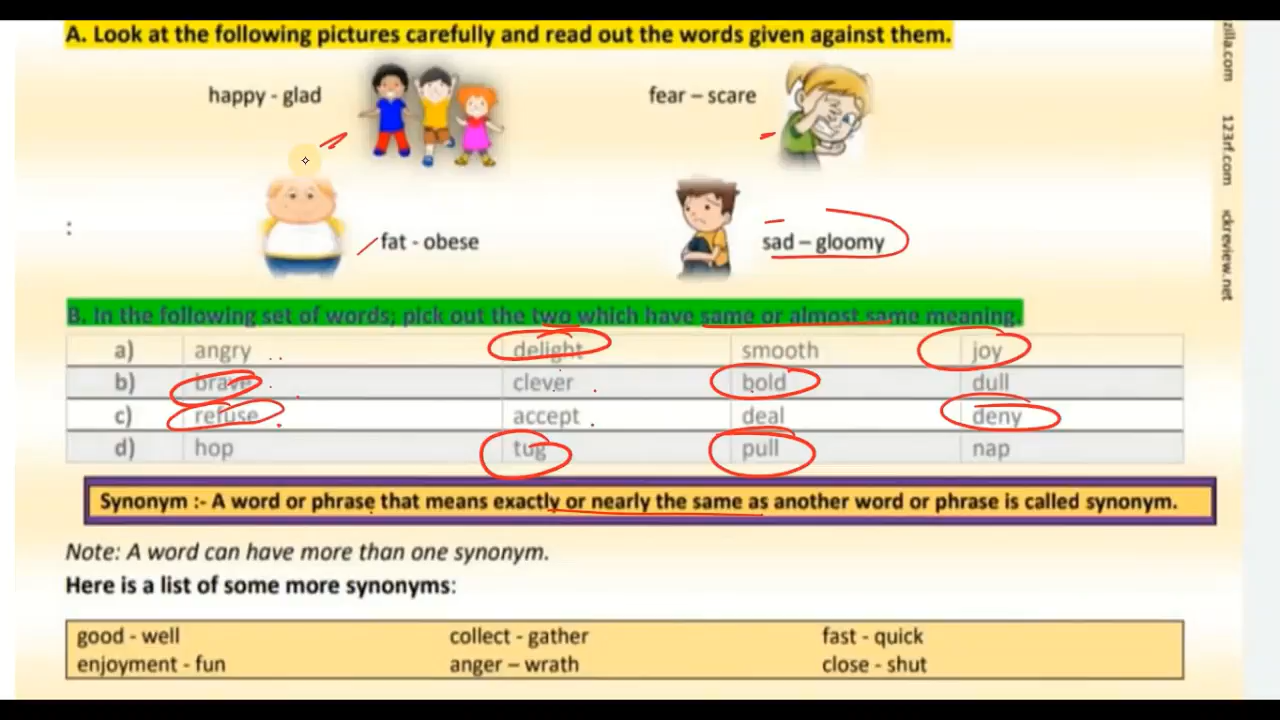 A. Look at the following pictures carefully and read out the words given against them.
happy - glad
fear – scare
fat - obese
sad – gloomy
:
B. In the following set of words; pick out the two which have same or almost same meaning.
a) angry delight smooth joy
b) brave clever bold dull
c) refuse accept deal deny
d) hop tug pull nap
Synonym :- A word or phrase that means exactly or nearly the same as another word or phrase is called synonym.
Note: A word can have more than one synonym.
Here is a list of some more synonyms:
good - well collect - gather fast - quick
enjoyment - fun anger – wrath close - shut
zilla.com
123rf.com
ckreview.net